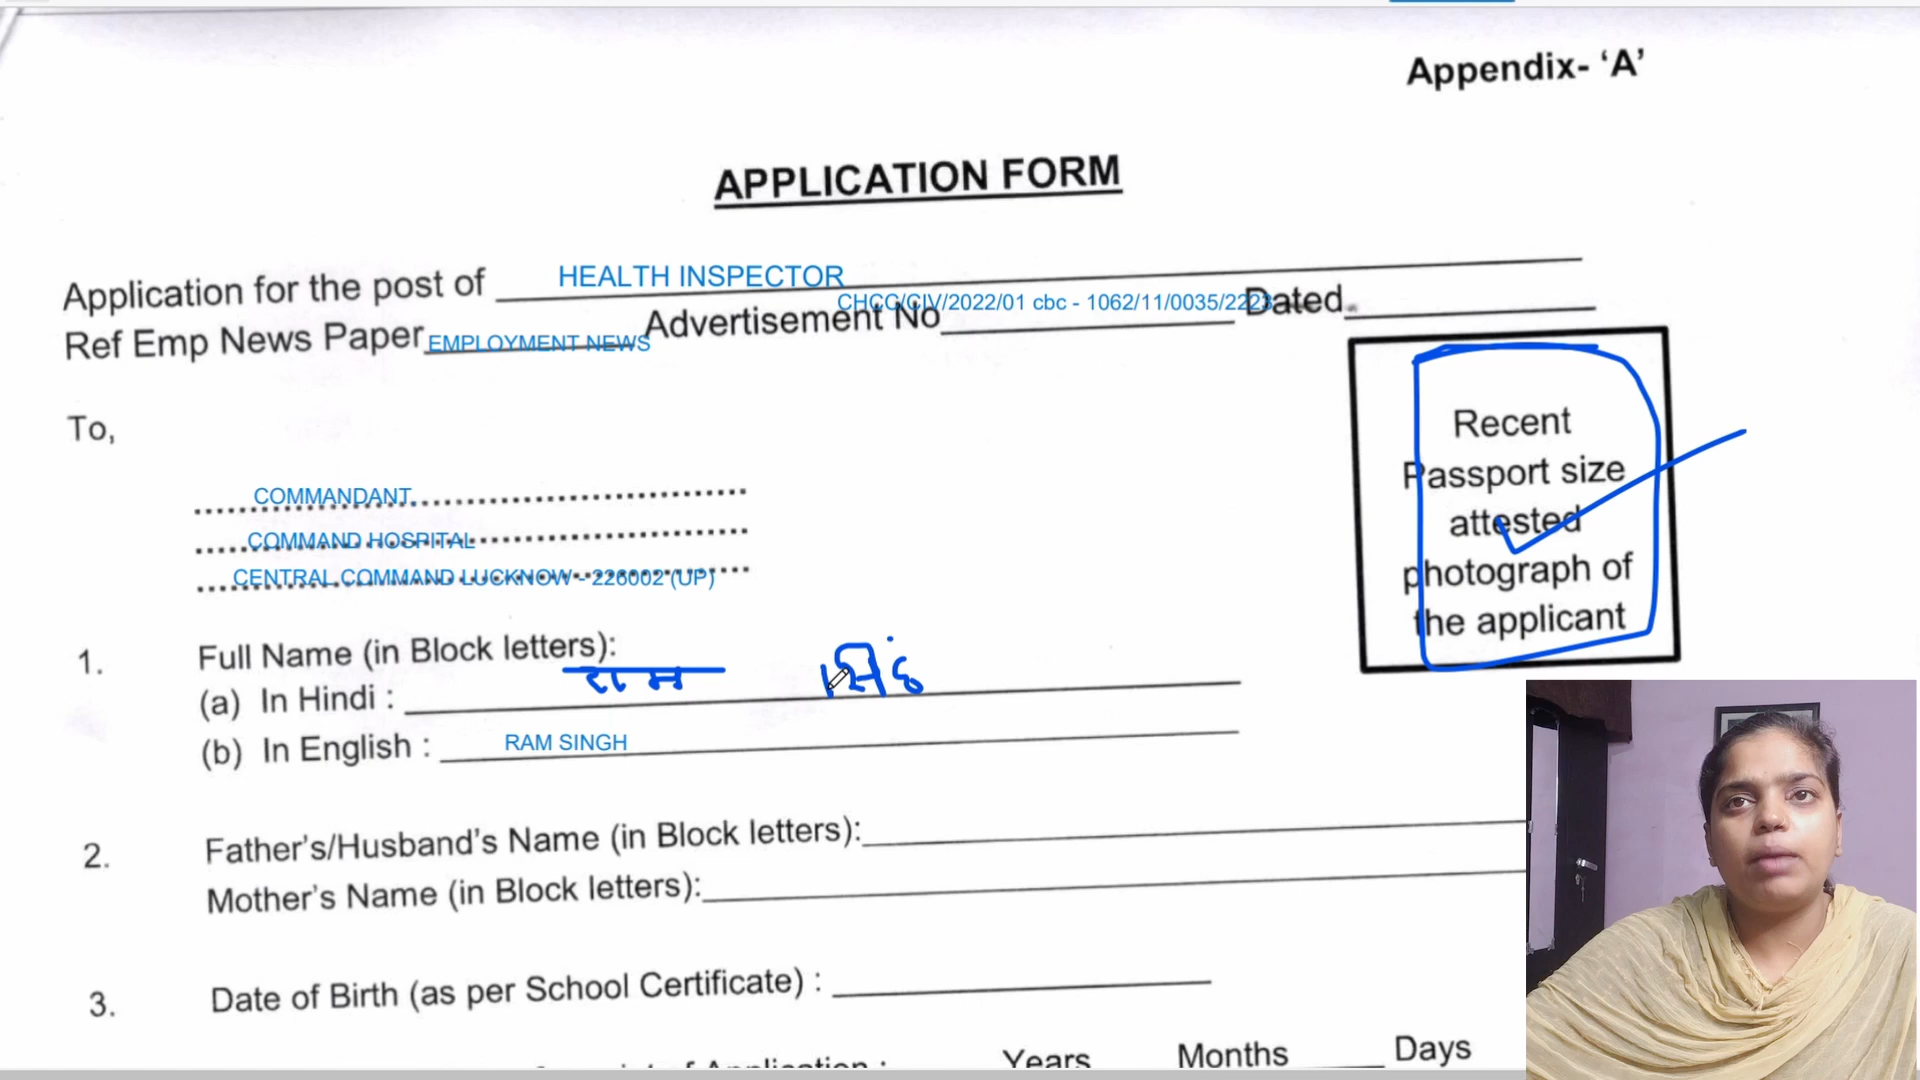 Appendix- ‘A’
APPLICATION FORM
Application for the post of HEALTH INSPECTOR
Ref Emp News Paper EMPLOYMENT NEWS Advertisement No CHCC/CIV/2022/01 cbc - 1062/11/0035/2223 Dated.
To,
COMMANDANT.
COMMAND HOSPITAL
CENTRAL COMMAND LUCKNOW - 226002 (UP)
Recent
Passport size
attested
photograph of
the applicant
1. Full Name (in Block letters):
(a) In Hindi : राम सिंह
(b) In English : RAM SINGH
2. Father’s/Husband’s Name (in Block letters):
Mother’s Name (in Block letters):
3. Date of Birth (as per School Certificate) :
of Application : Years Months Days